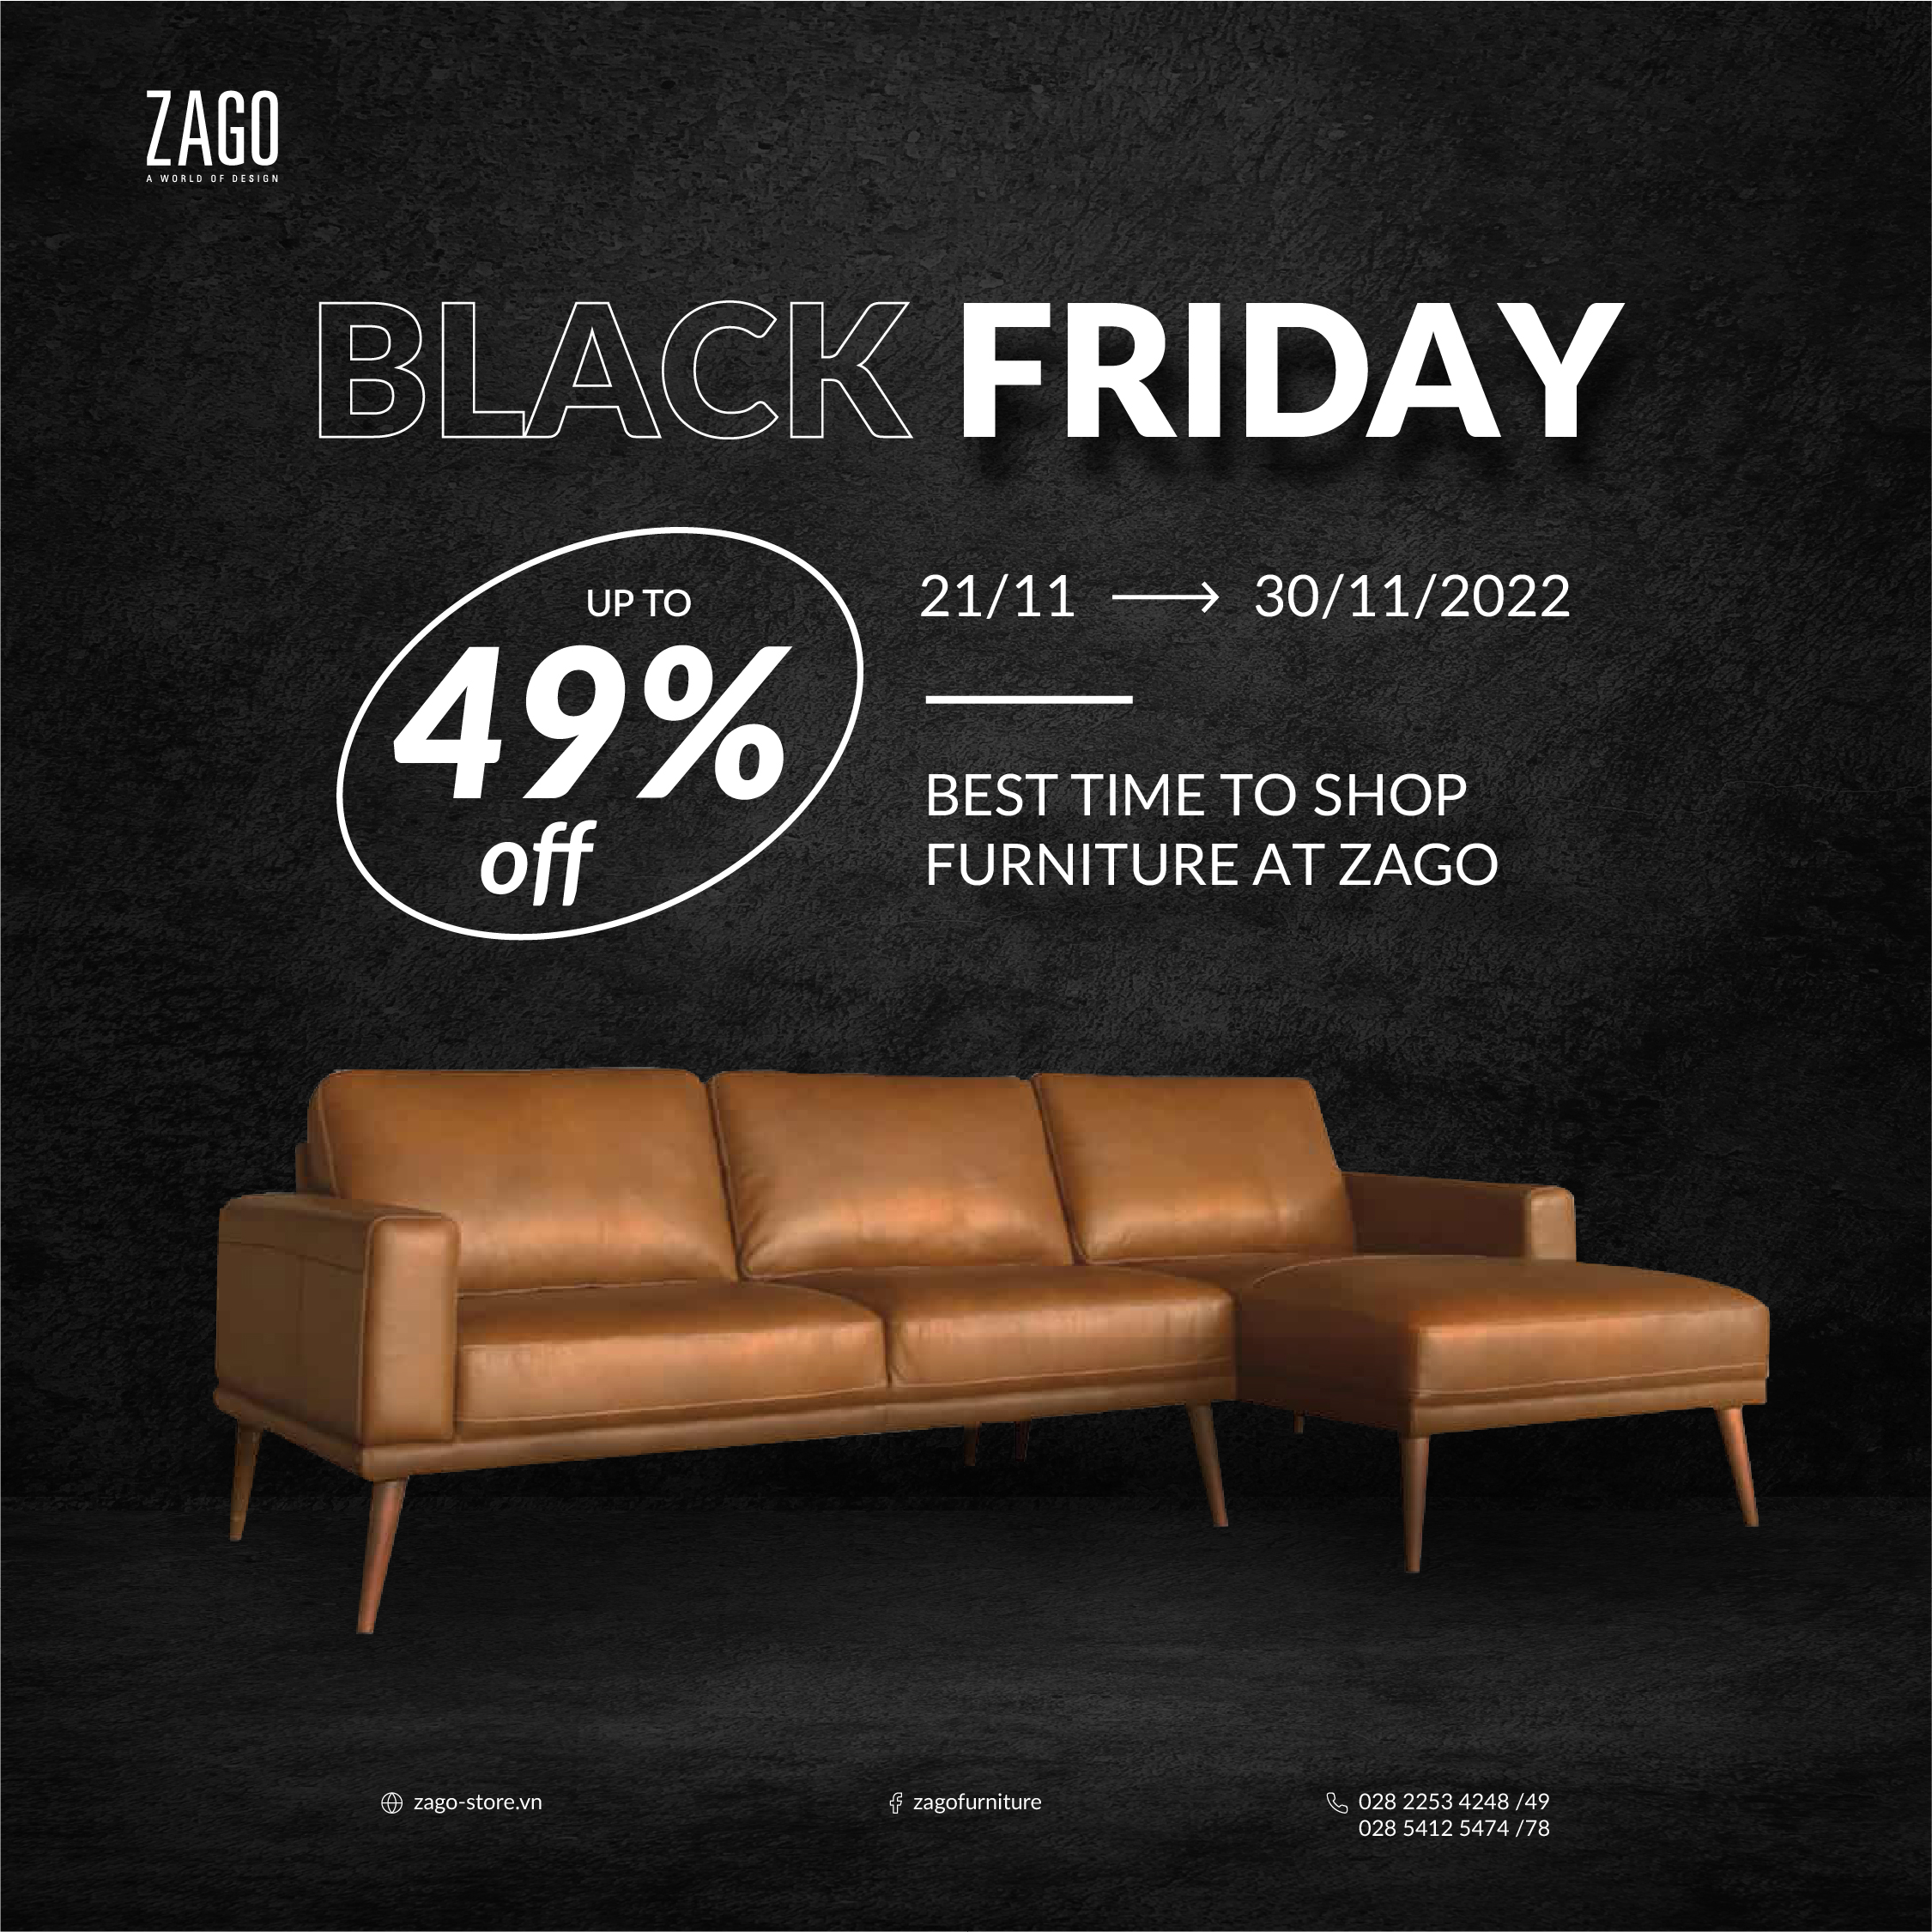 ZAGO
A WORLD OF DESIGN
BLACK FRIDAY
UP TO
49%
off
21/11 → 30/11/2022
BEST TIME TO SHOP
FURNITURE AT ZAGO
zago-store.vn
zagofurniture
028 2253 4248 /49
028 5412 5474 /78